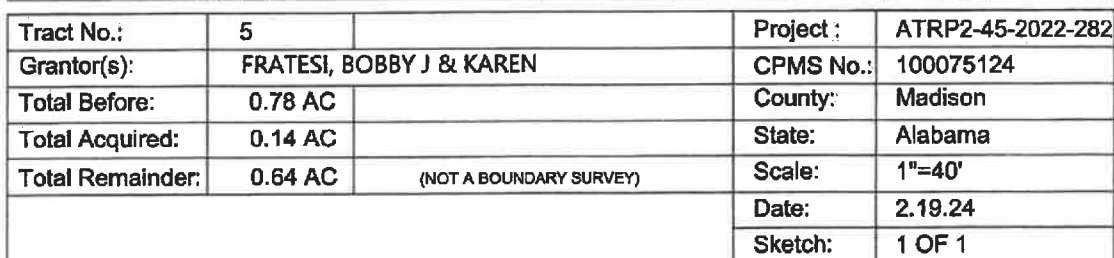 Tract No.: 5 Project : ATRP2-45-2022-282
Grantor(s): FRATESI, BOBBY J & KAREN CPMS No.: 100075124
Total Before: 0.78 AC County: Madison
Total Acquired: 0.14 AC State: Alabama
Total Remainder: 0.64 AC (NOT A BOUNDARY SURVEY) Scale: 1"=40'
Date: 2.19.24
Sketch: 1 OF 1